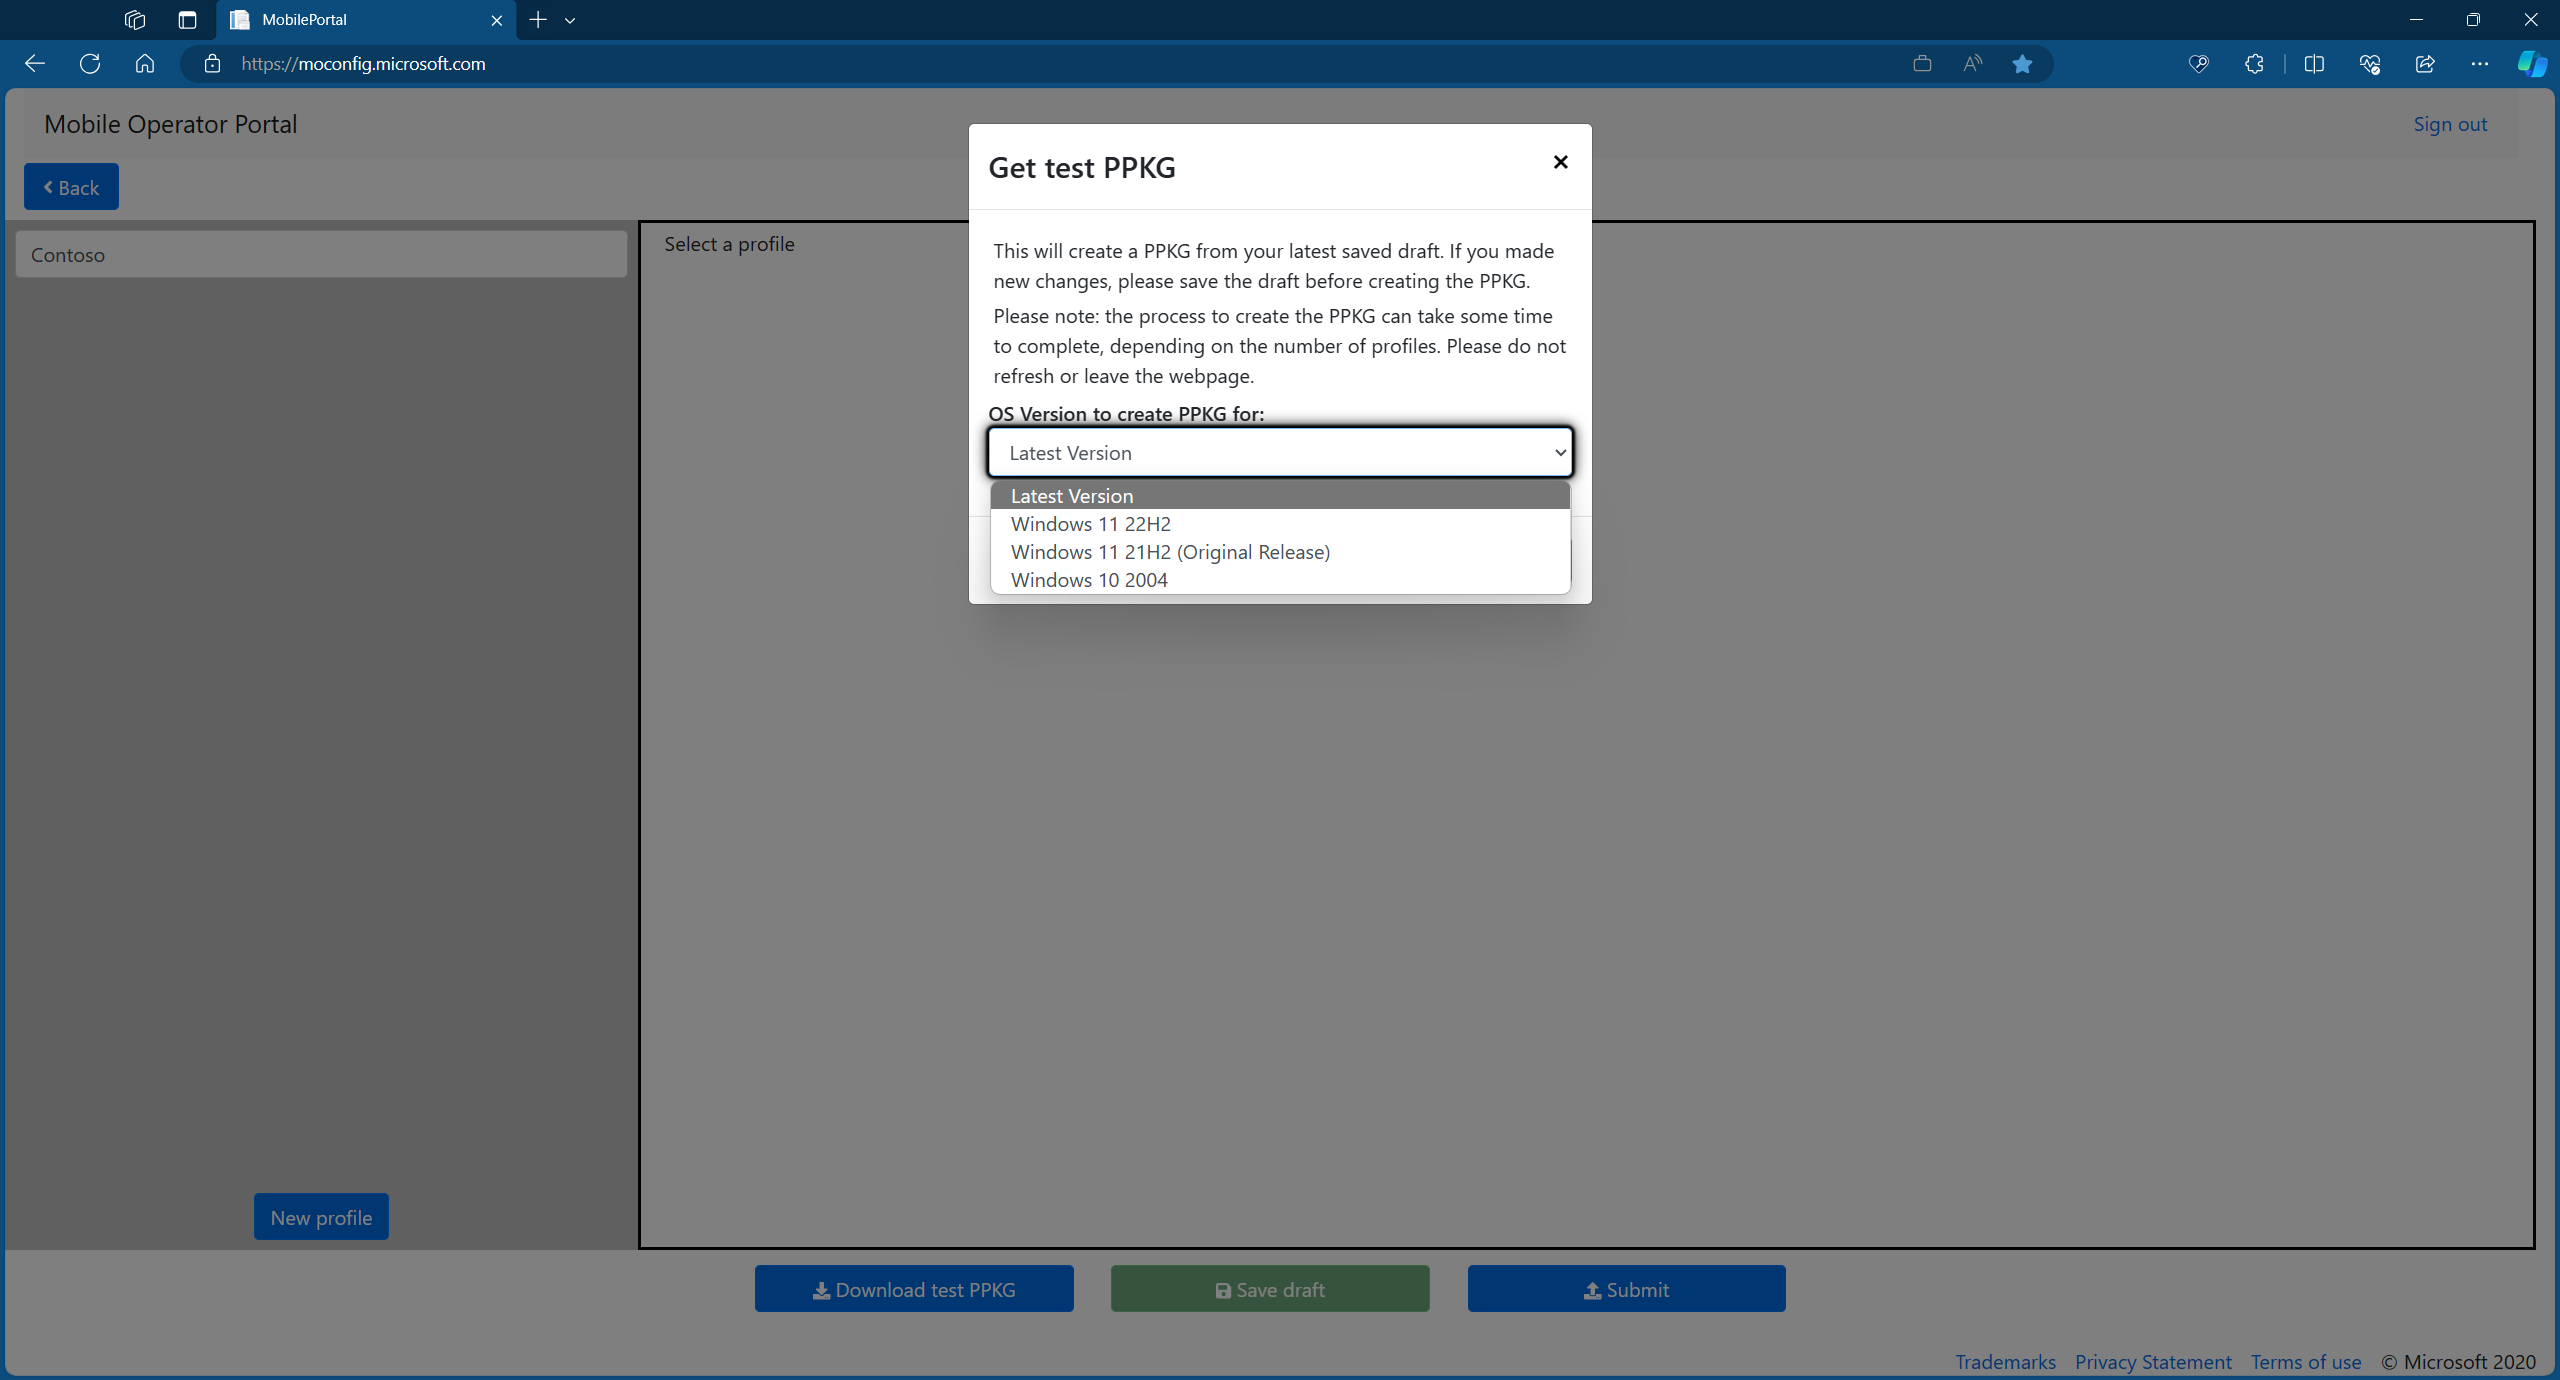 MobilePortal
https://moconfig.microsoft.com
Mobile Operator Portal
Sign out
Back
Contoso
Select a profile
Get test PPKG
This will create a PPKG from your latest saved draft. If you made
new changes, please save the draft before creating the PPKG.
Please note: the process to create the PPKG can take some time
to complete, depending on the number of profiles. Please do not
refresh or leave the webpage.
OS Version to create PPKG for:
Latest Version
Latest Version
Windows 11 22H2
Windows 11 21H2 (Original Release)
Windows 10 2004
New profile
Download test PPKG
Save draft
Submit
Trademarks Privacy Statement Terms of use © Microsoft 2020